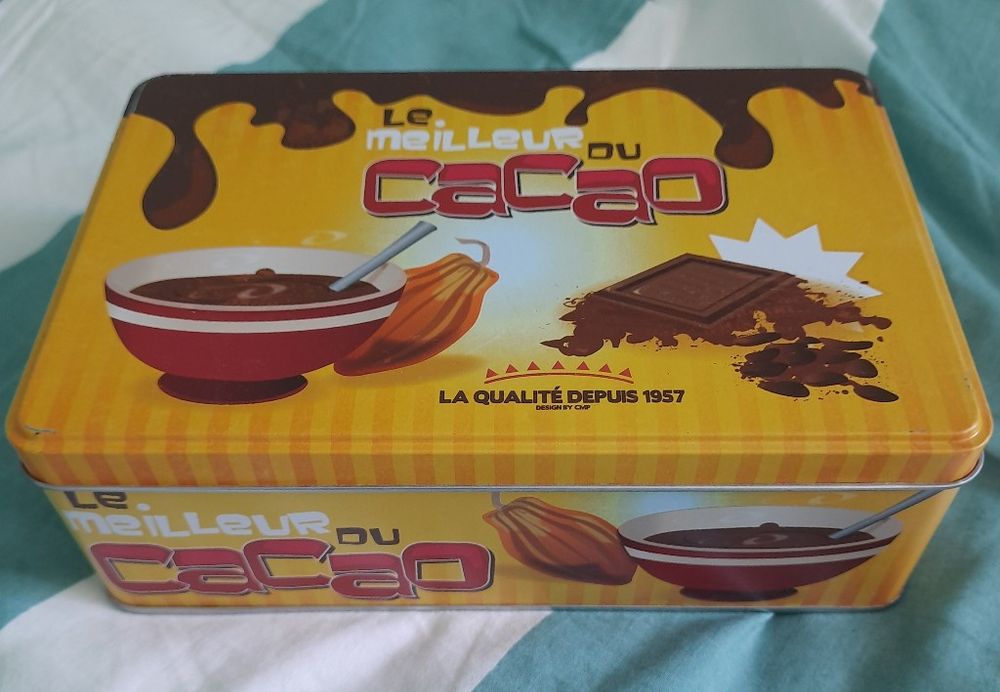 Le
meilleur
DU
cacao
LA QUALITÉ DEPUIS 1957
DESIGN BY CMP
Le
meilleur
DU
cacao